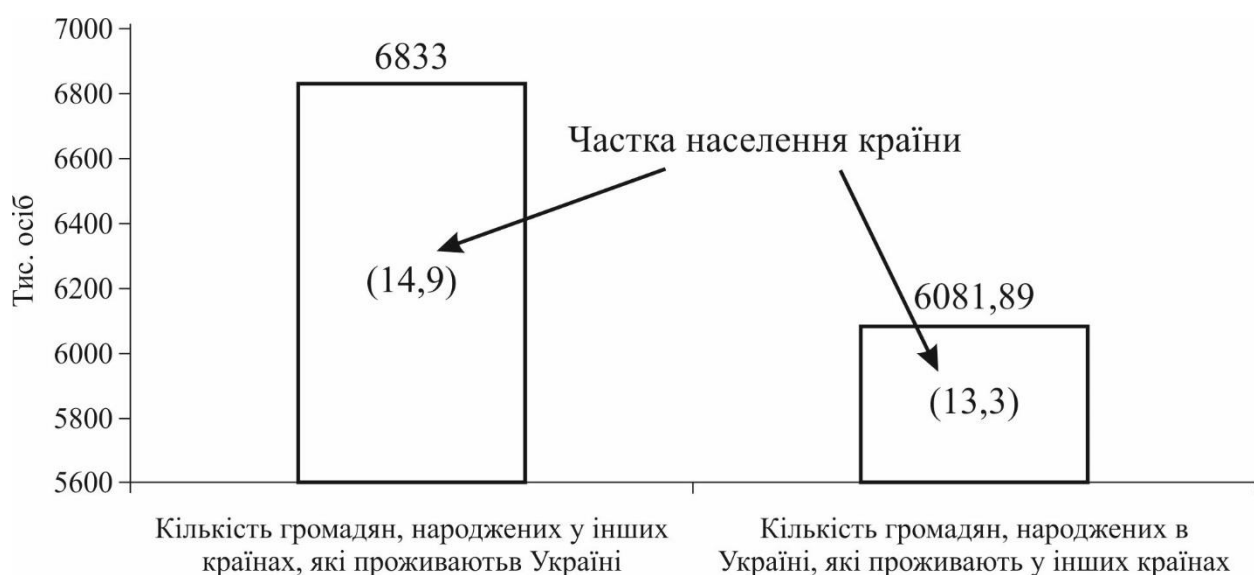 7000
6800
6600
6400
6200
6000
5800
5600
Тис. осіб
6833
Частка населення країни
(14,9)
6081,89
(13,3)
Кількість громадян, народжених у інших
країнах, які проживаютьв Україні
Кількість громадян, народжених в
Україні, які проживають у інших країнах